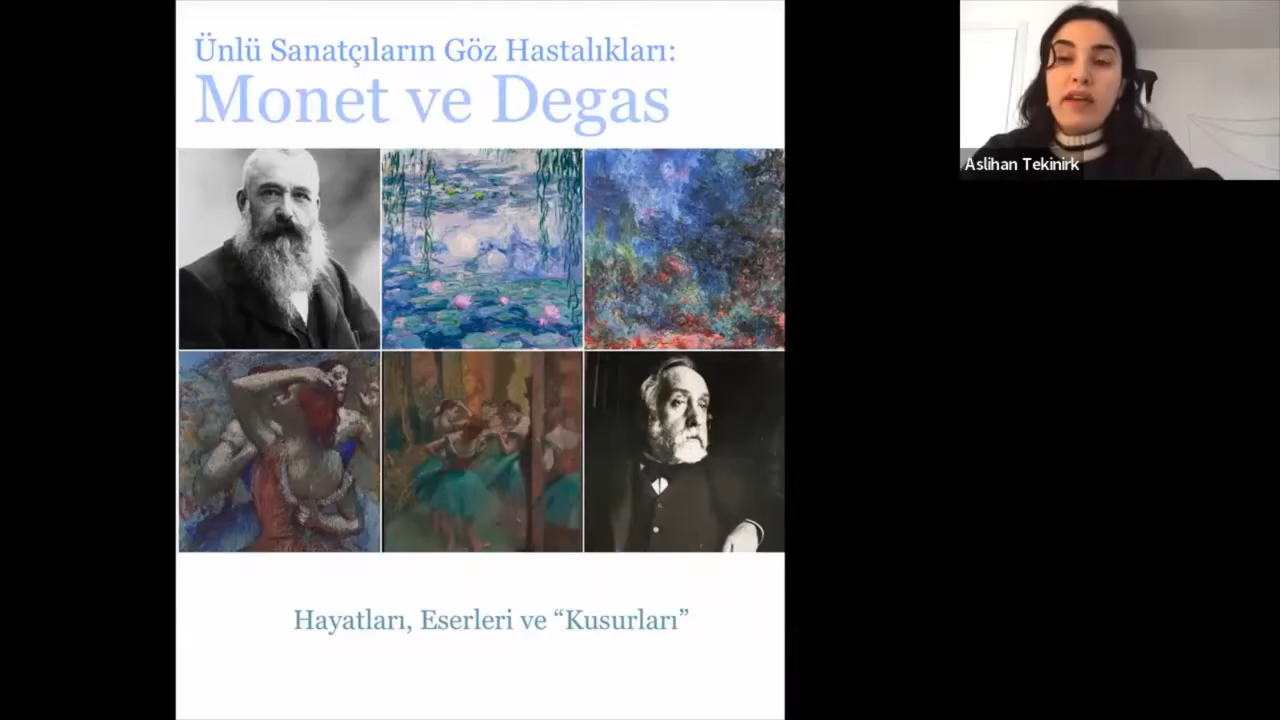 Ünlü Sanatçıların Göz Hastalıkları:
Monet ve Degas
Aslihan Tekinirk
Hayatları, Eserleri ve “Kusurları”